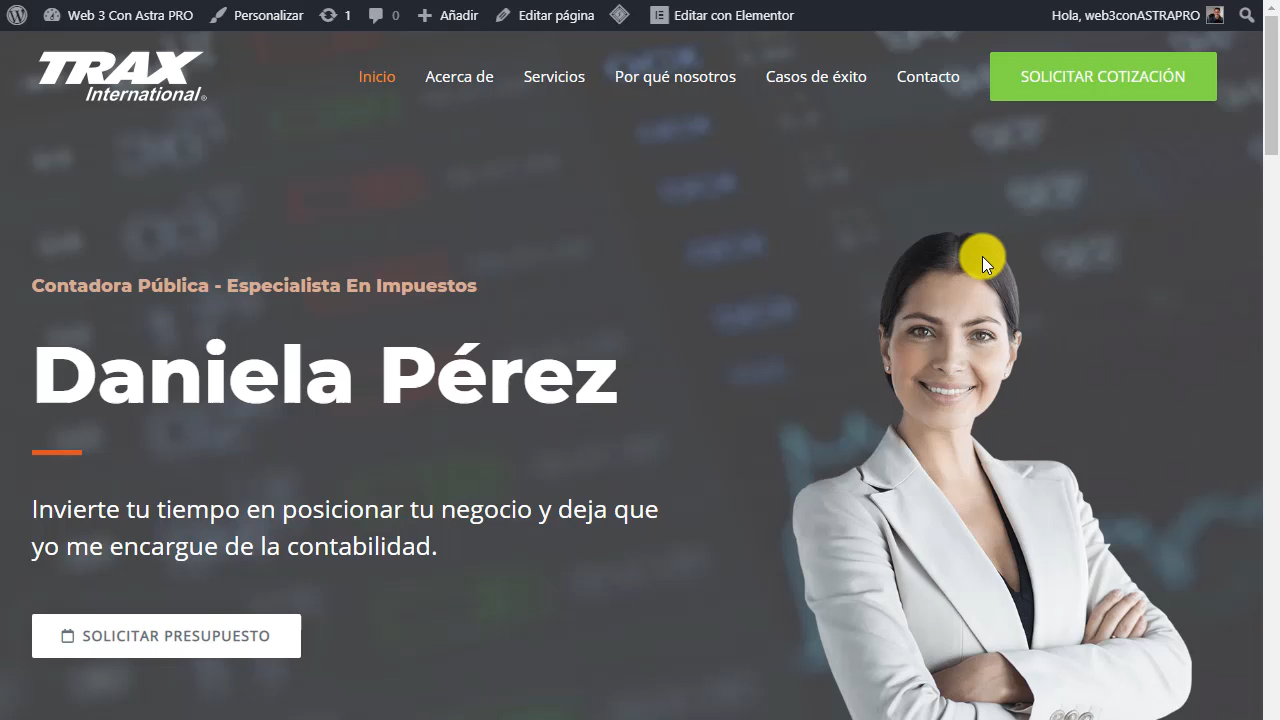 Web 3 Con Astra PRO
Personalizar
1
0
Añadir
Editar página
Editar con Elementor
Hola, web3conASTRAPRO
TRAX
International®
Inicio
Acerca de
Servicios
Por qué nosotros
Casos de éxito
Contacto
SOLICITAR COTIZACIÓN
Contadora Pública - Especialista En Impuestos
Daniela Pérez
Invierte tu tiempo en posicionar tu negocio y deja que
yo me encargue de la contabilidad.
SOLICITAR PRESUPUESTO